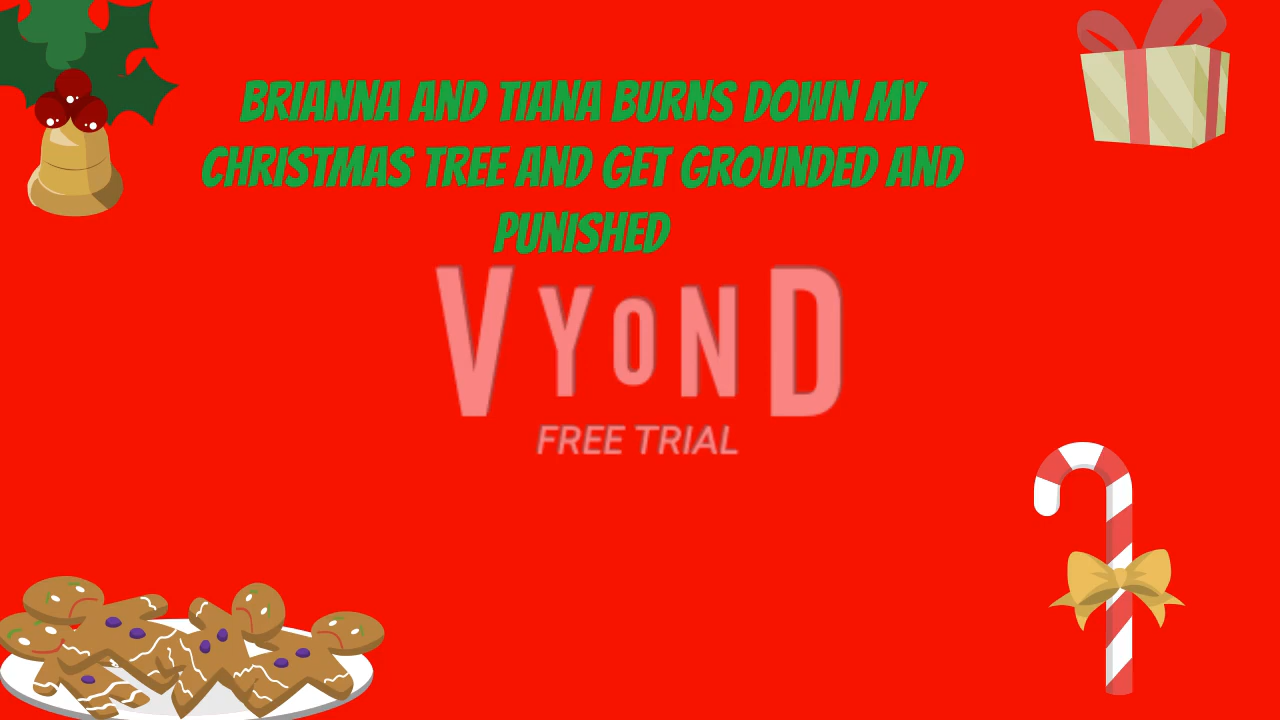 BRIANNA AND TIANA BURNS DOWN MY
CHRISTMAS TREE AND GET GROUNDED AND
PUNISHED
VYOND
FREE TRIAL